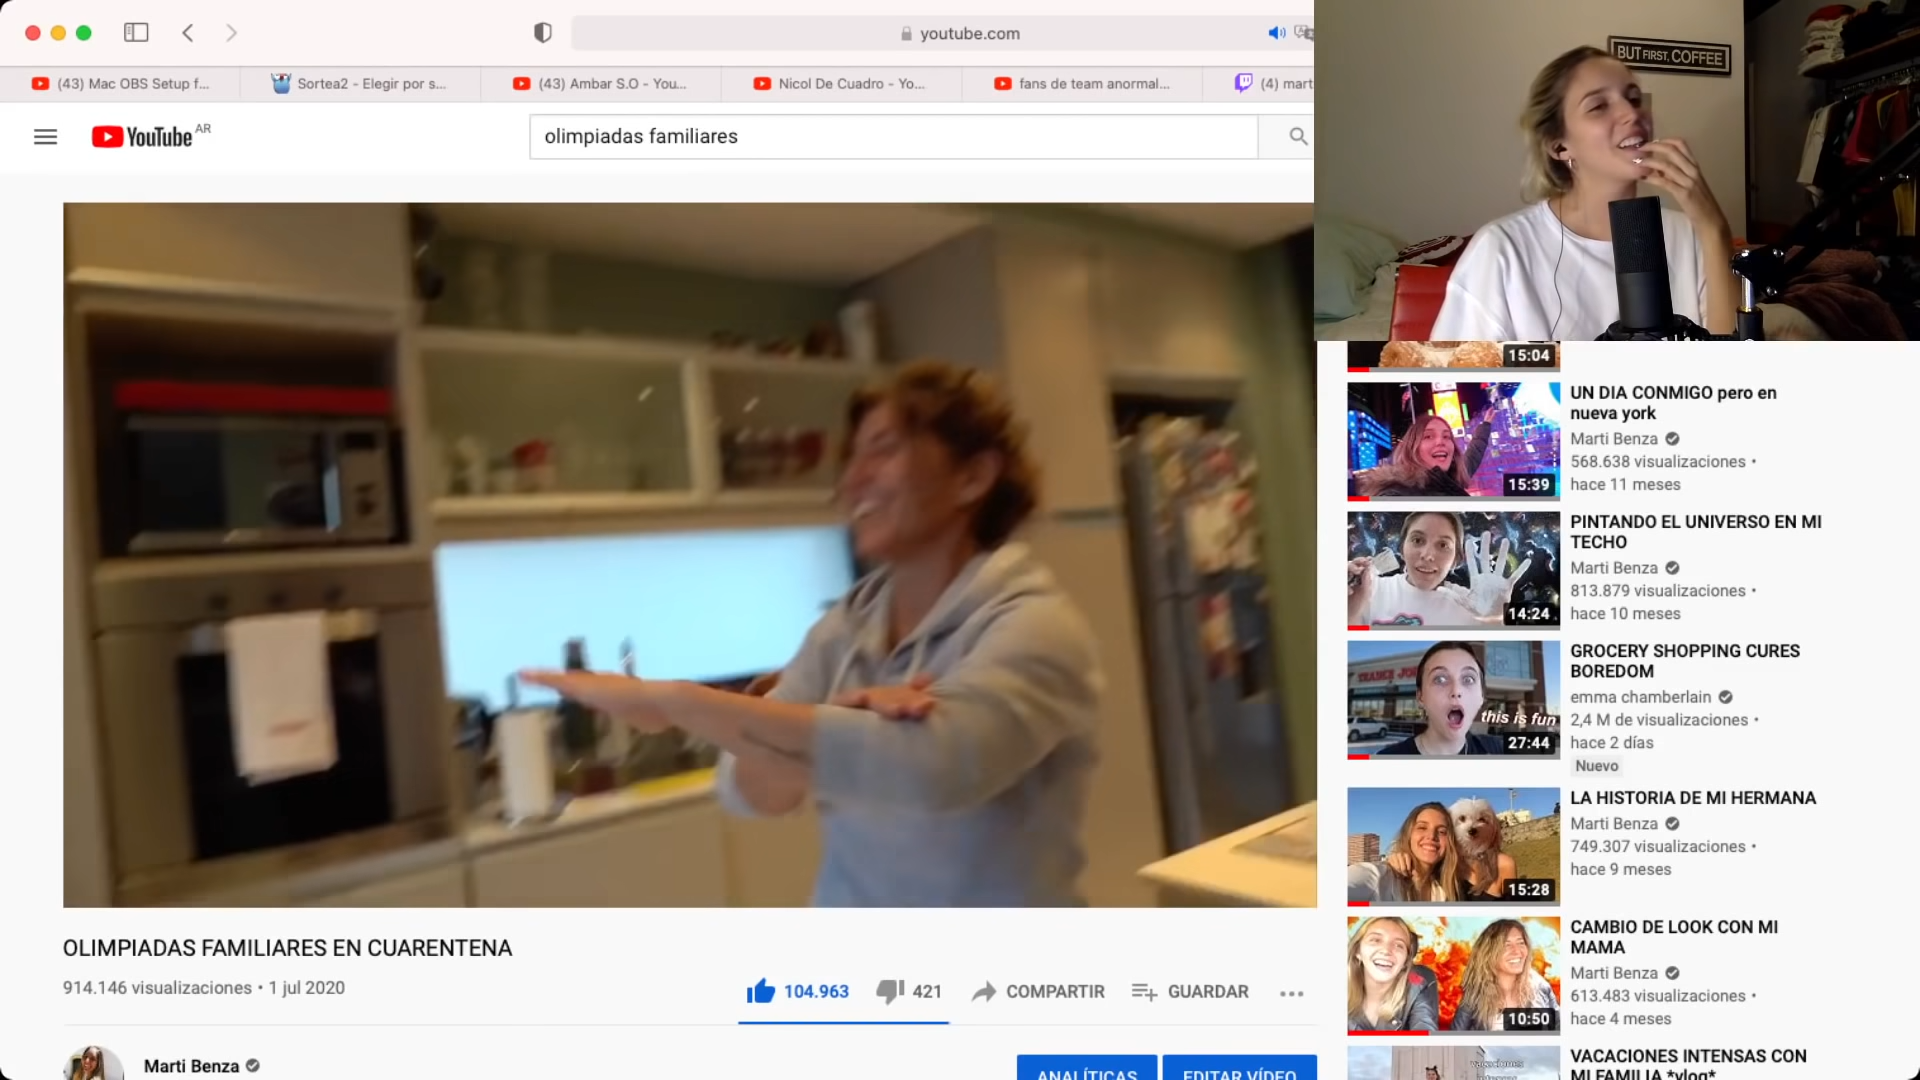 youtube.com
(43) Mac OBS Setup f...
Sortea2 - Elegir por s...
(43) Ambar S.O - You...
Nicol De Cuadro - Yo...
fans de team anormal...
(4) mart
BUT FIRST, COFFEE
YouTube AR
olimpiadas familiares
15:04
UN DIA CONMIGO pero en
nueva york
Marti Benza
568.638 visualizaciones •
hace 11 meses
15:39
PINTANDO EL UNIVERSO EN MI
TECHO
Marti Benza
813.879 visualizaciones •
hace 10 meses
14:24
GROCERY SHOPPING CURES
BOREDOM
emma chamberlain
2,4 M de visualizaciones •
hace 2 días
Nuevo
this is fun
27:44
LA HISTORIA DE MI HERMANA
Marti Benza
749.307 visualizaciones •
hace 9 meses
15:28
CAMBIO DE LOOK CON MI
MAMA
Marti Benza
613.483 visualizaciones •
hace 4 meses
10:50
VACACIONES INTENSAS CON
MI FAMILIA *vlog*
OLIMPIADAS FAMILIARES EN CUARENTENA
914.146 visualizaciones • 1 jul 2020
104.963
421
COMPARTIR
GUARDAR
Marti Benza
ANALÍTICAS
EDITAR VÍDEO